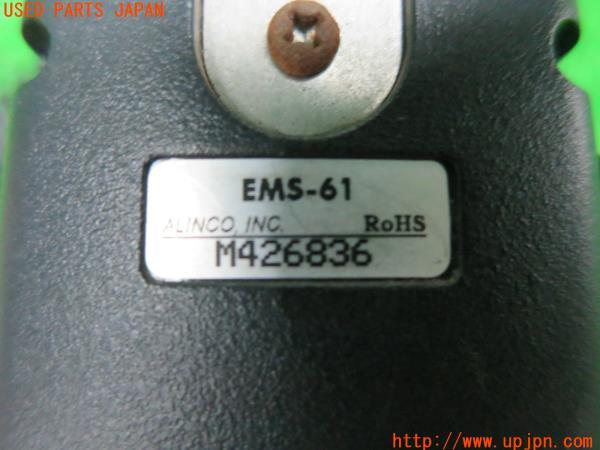 USED PARTS JAPAN
EMS-61
ALINCO, INC. RoHS
M426836
http://www.upjpn.com